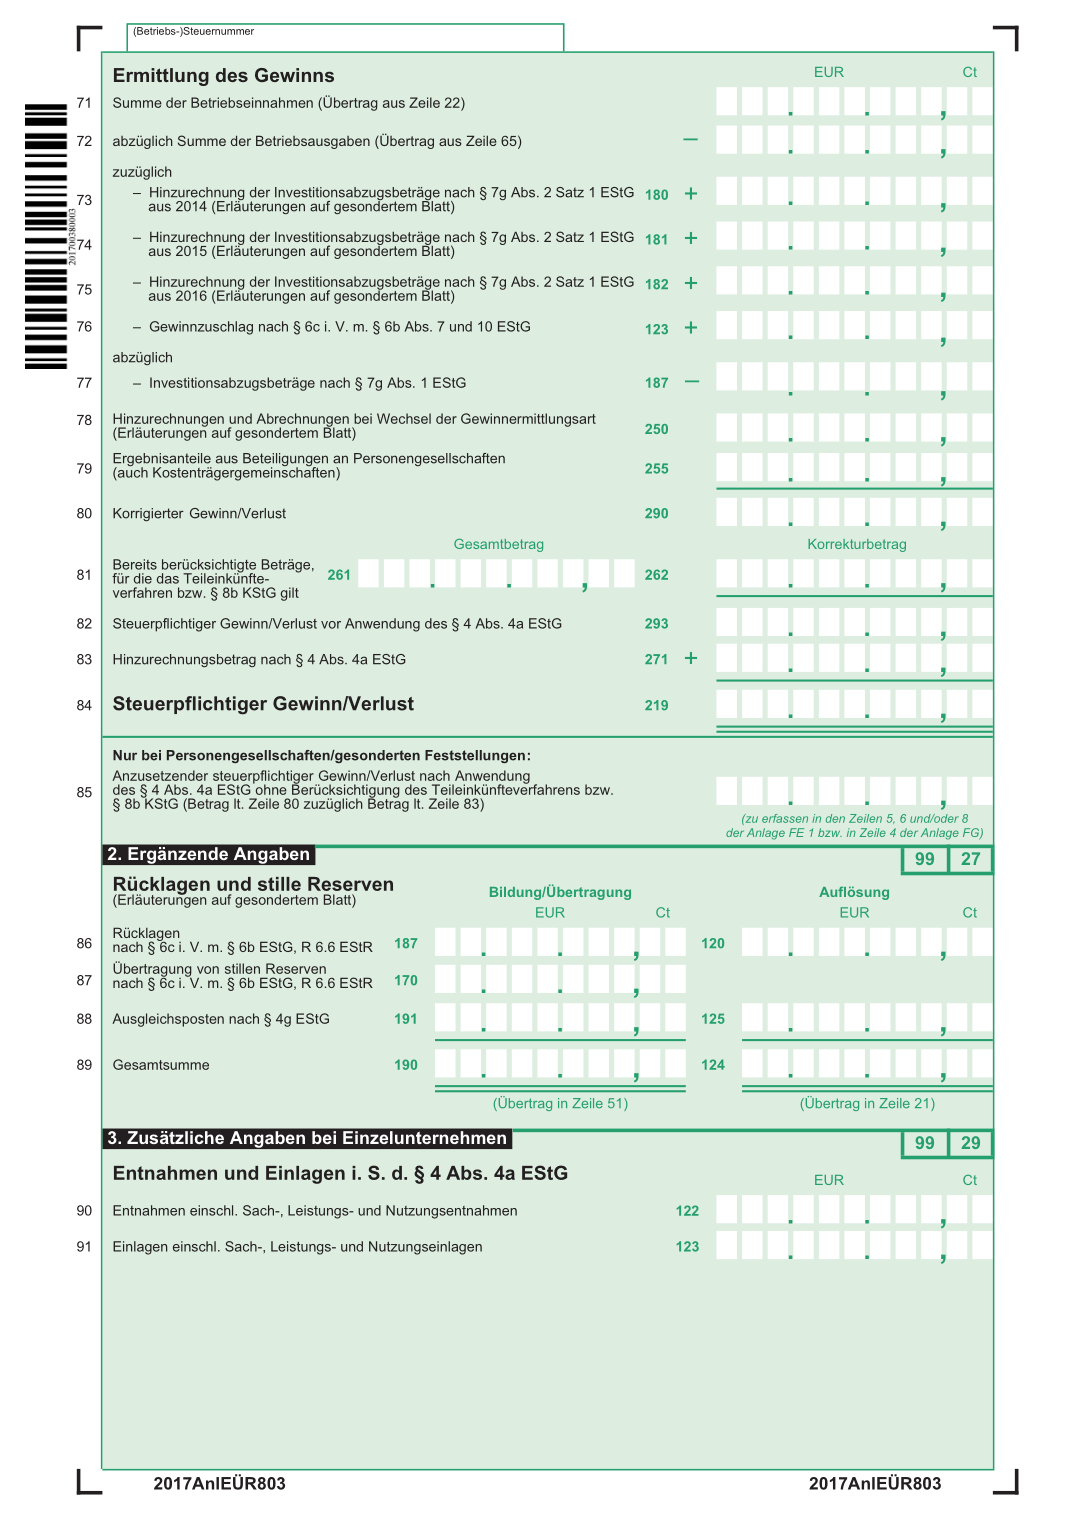 (Betriebs-)Steuernummer
Ermittlung des Gewinns EUR Ct
71 Summe der Betriebseinnahmen (Übertrag aus Zeile 22) . . ,
72 abzüglich Summe der Betriebsausgaben (Übertrag aus Zeile 65) – . . ,
zuzüglich
73 – Hinzurechnung der Investitionsabzugsbeträge nach § 7g Abs. 2 Satz 1 EStG 180 + . . ,
aus 2014 (Erläuterungen auf gesondertem Blatt)
201700380003
74 – Hinzurechnung der Investitionsabzugsbeträge nach § 7g Abs. 2 Satz 1 EStG 181 + . . ,
aus 2015 (Erläuterungen auf gesondertem Blatt)
75 – Hinzurechnung der Investitionsabzugsbeträge nach § 7g Abs. 2 Satz 1 EStG 182 + . . ,
aus 2016 (Erläuterungen auf gesondertem Blatt)
76 – Gewinnzuschlag nach § 6c i. V. m. § 6b Abs. 7 und 10 EStG 123 + . . ,
abzüglich
77 – Investitionsabzugsbeträge nach § 7g Abs. 1 EStG 187 – . . ,
78 Hinzurechnungen und Abrechnungen bei Wechsel der Gewinnermittlungsart
(Erläuterungen auf gesondertem Blatt) 250 . . ,
Ergebnisanteile aus Beteiligungen an Personengesellschaften
79 (auch Kostenträgergemeinschaften) 255 . . ,
80 Korrigierter Gewinn/Verlust 290 . . ,
Gesamtbetrag Korrekturbetrag
Bereits berücksichtigte Beträge,
81 für die das Teileinkünfte- 261 . . , 262 . . ,
verfahren bzw. § 8b KStG gilt
82 Steuerpflichtiger Gewinn/Verlust vor Anwendung des § 4 Abs. 4a EStG 293 . . ,
83 Hinzurechnungsbetrag nach § 4 Abs. 4a EStG 271 + . . ,
84 Steuerpflichtiger Gewinn/Verlust 219 . . ,
Nur bei Personengesellschaften/gesonderten Feststellungen:
Anzusetzender steuerpflichtiger Gewinn/Verlust nach Anwendung
85 des § 4 Abs. 4a EStG ohne Berücksichtigung des Teileinkünfteverfahrens bzw. . . ,
§ 8b KStG (Betrag lt. Zeile 80 zuzüglich Betrag lt. Zeile 83)
(zu erfassen in den Zeilen 5, 6 und/oder 8
der Anlage FE 1 bzw. in Zeile 4 der Anlage FG)
2. Ergänzende Angaben 99 27
Rücklagen und stille Reserven Bildung/Übertragung Auflösung
(Erläuterungen auf gesondertem Blatt) EUR Ct EUR Ct
Rücklagen
86 nach § 6c i. V. m. § 6b EStG, R 6.6 EStR 187 . . , 120 . . ,
Übertragung von stillen Reserven
87 nach § 6c i. V. m. § 6b EStG, R 6.6 EStR 170 . . ,
88 Ausgleichsposten nach § 4g EStG 191 . . , 125 . . ,
89 Gesamtsumme 190 . . , 124 . . ,
(Übertrag in Zeile 51) (Übertrag in Zeile 21)
3. Zusätzliche Angaben bei Einzelunternehmen 99 29
Entnahmen und Einlagen i. S. d. § 4 Abs. 4a EStG EUR Ct
90 Entnahmen einschl. Sach-, Leistungs- und Nutzungsentnahmen 122 . . ,
91 Einlagen einschl. Sach-, Leistungs- und Nutzungseinlagen 123 . . ,
2017AnlEÜR803 2017AnlEÜR803